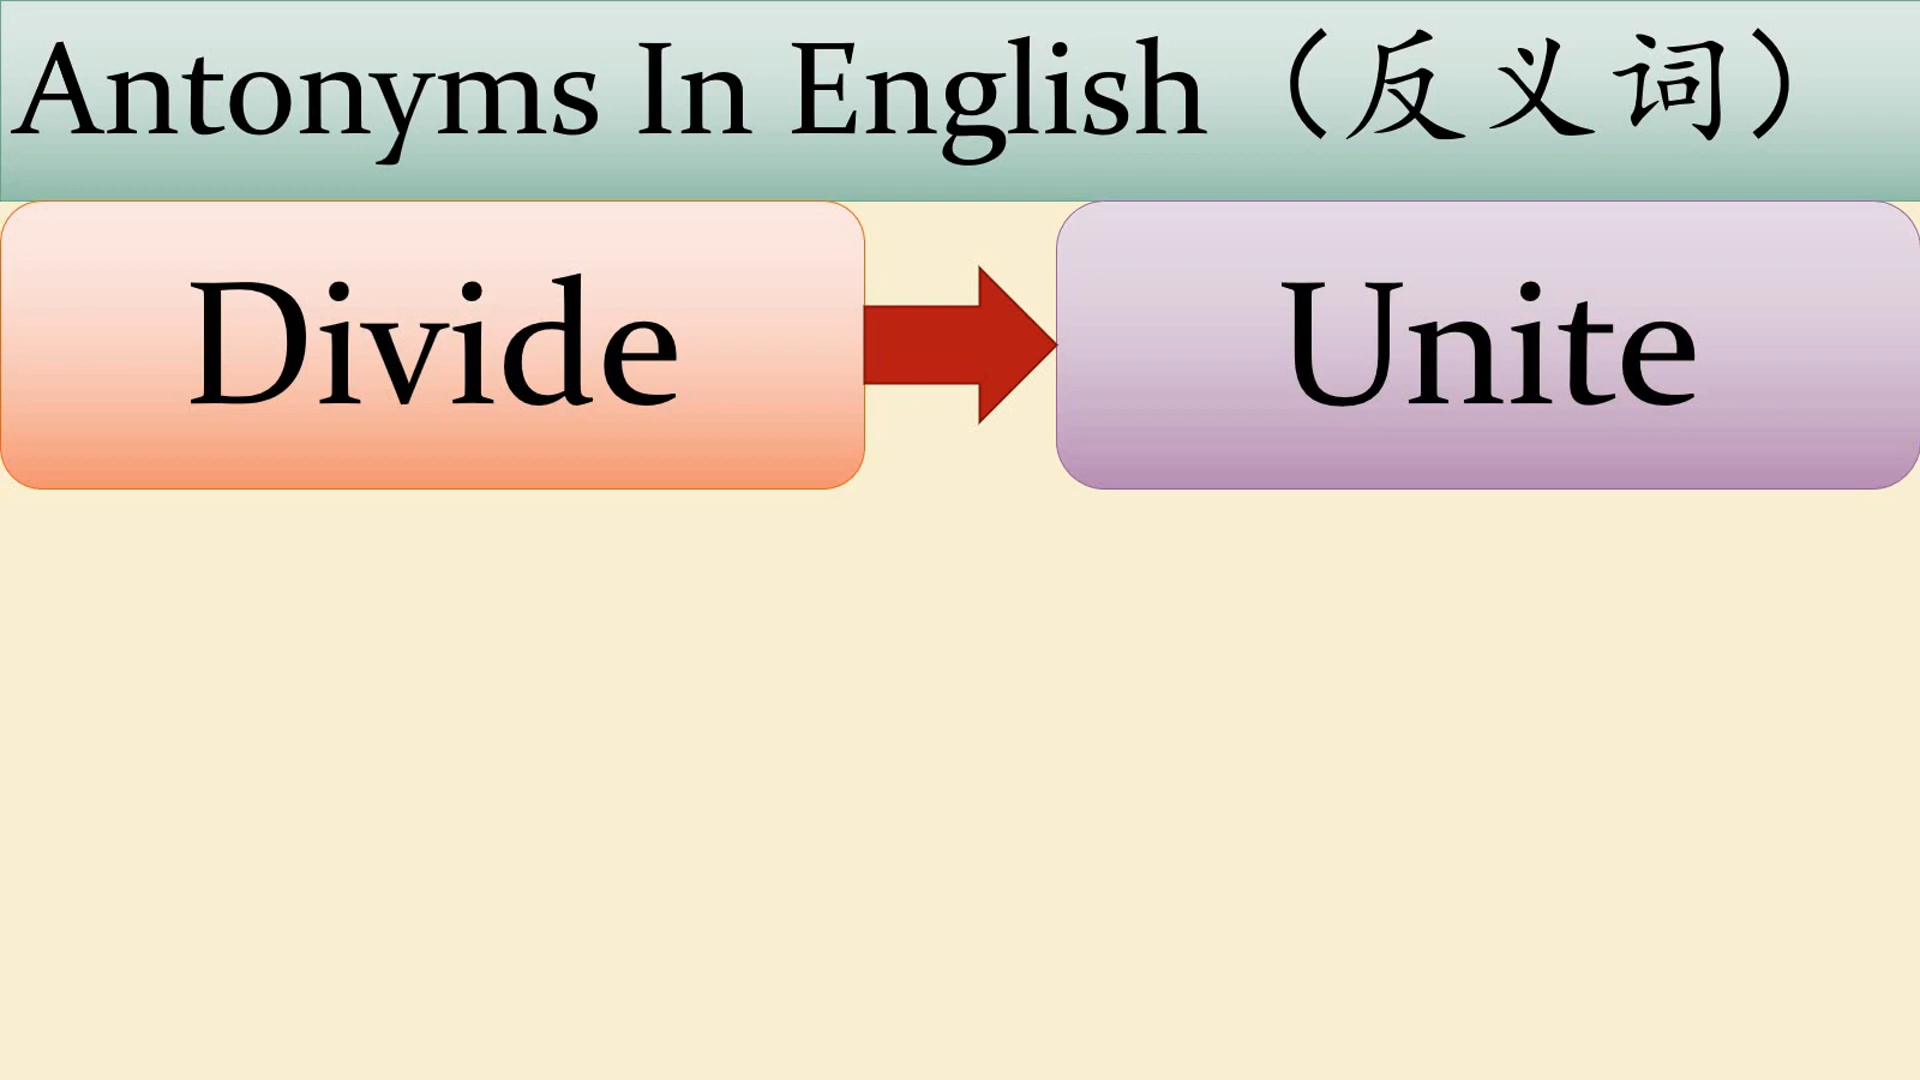 Antonyms In English（反义词）
Divide
Unite